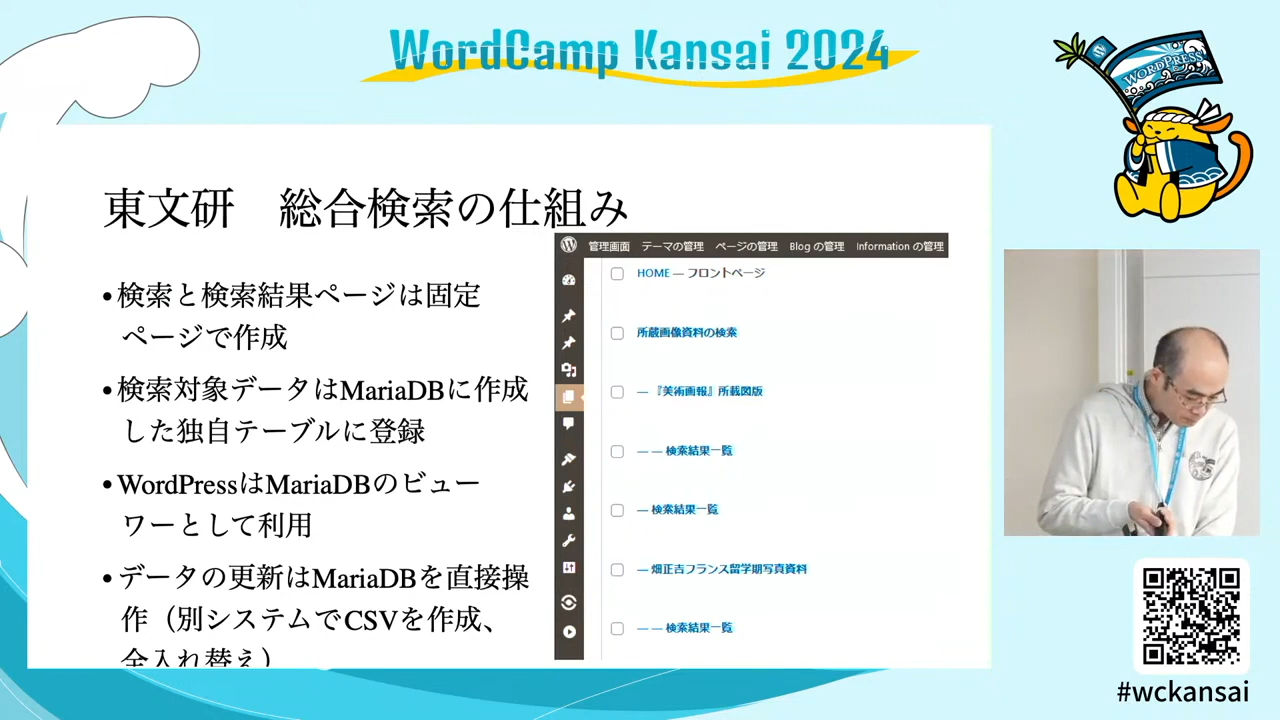 WordCamp Kansai 2024
WORDPRESS
東文研　総合検索の仕組み
•検索と検索結果ページは固定
ページで作成
•検索対象データはMariaDBに作成
した独自テーブルに登録
•WordPressはMariaDBのビュー
ワーとして利用
•データの更新はMariaDBを直接操
作（別システムでCSVを作成、
全入れ替え）
管理画面 テーマの管理 ページの管理 Blog の管理 Information の管理
HOME — フロントページ
所蔵画像資料の検索
— 『美術画報』所載図版
— — 検索結果一覧
— 検索結果一覧
— 畑正吉フランス留学期写真資料
— — 検索結果一覧
#wckansai